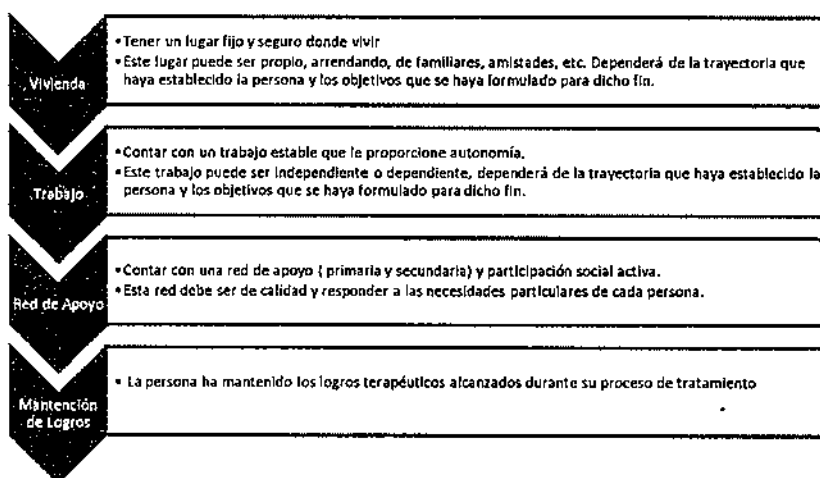 Vivienda
•Tener un lugar fijo y seguro donde vivir
•Este lugar puede ser propio, arrendando, de familiares, amistades, etc. Dependerá de la trayectoria que
haya establecido la persona y los objetivos que se haya formulado para dicho fin.
Trabajo
•Contar con un trabajo estable que le proporcione autonomía.
•Este trabajo puede ser independiente o dependiente, dependerá de la trayectoria que haya establecido la
persona y los objetivos que se haya formulado para dicho fin.
Red de Apoyo
•Contar con una red de apoyo ( primaria y secundaria) y participación social activa.
•Esta red debe ser de calidad y responder a las necesidades particulares de cada persona.
Mantención
de Logros
• La persona ha mantenido los logros terapéuticos alcanzados durante su proceso de tratamiento